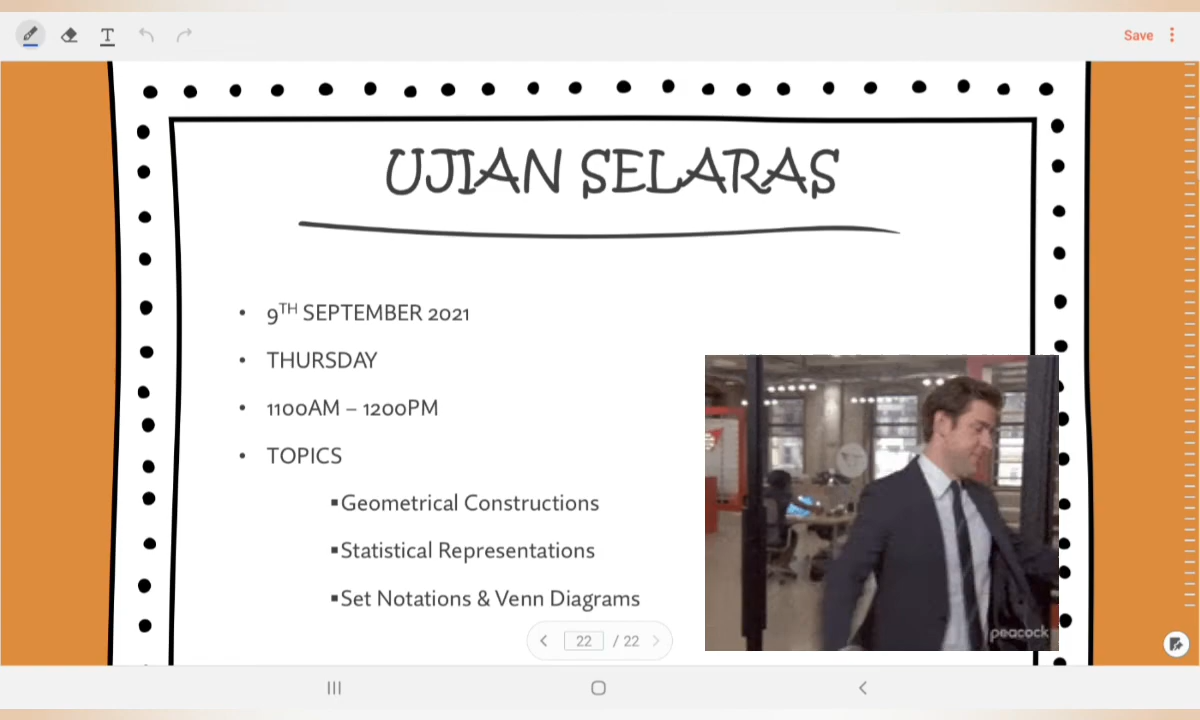 T
Save
UJIAN SELARAS
• 9TH SEPTEMBER 2021
• THURSDAY
• 1100AM – 1200PM
• TOPICS
▪Geometrical Constructions
▪Statistical Representations
▪Set Notations & Venn Diagrams
peacock
22 / 22